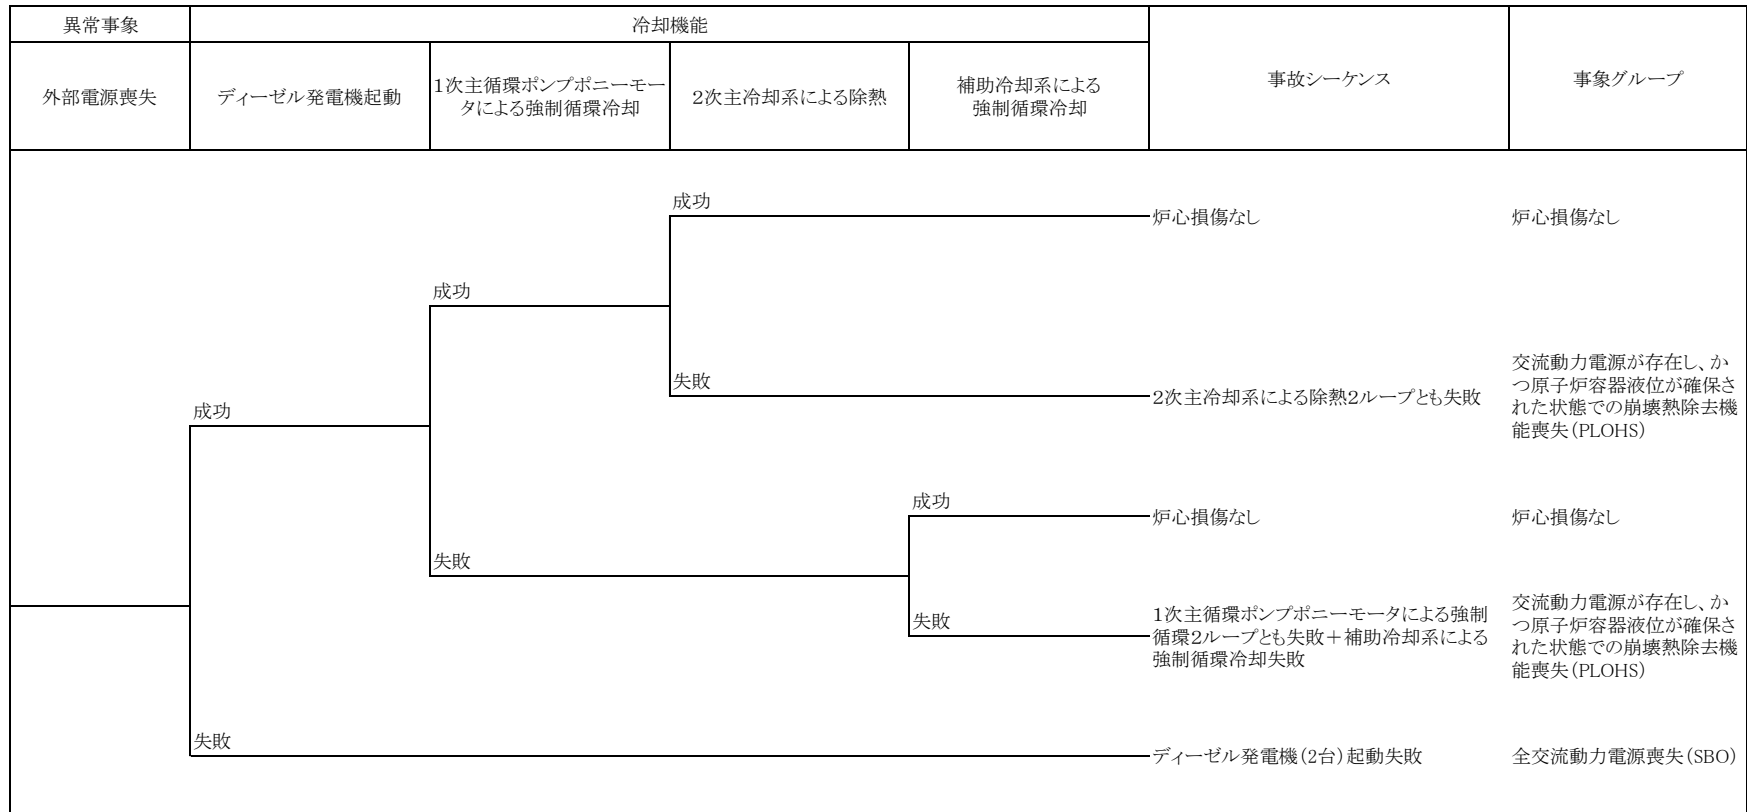 異常事象
冷却機能
事故シーケンス
事象グループ
外部電源喪失
ディーゼル発電機起動
1次主循環ポンプポニーモー
タによる強制循環冷却
2次主冷却系による除熱
補助冷却系による
強制循環冷却
成功
炉心損傷なし
炉心損傷なし
成功
失敗
2次主冷却系による除熱2ループとも失敗
交流動力電源が存在し、か
つ原子炉容器液位が確保さ
れた状態での崩壊熱除去機
能喪失(PLOHS)
成功
成功
炉心損傷なし
炉心損傷なし
失敗
失敗
1次主循環ポンプポニーモータによる強制
循環2ループとも失敗+補助冷却系による
強制循環冷却失敗
交流動力電源が存在し、か
つ原子炉容器液位が確保さ
れた状態での崩壊熱除去機
能喪失(PLOHS)
失敗
ディーゼル発電機(2台)起動失敗
全交流動力電源喪失(SBO)